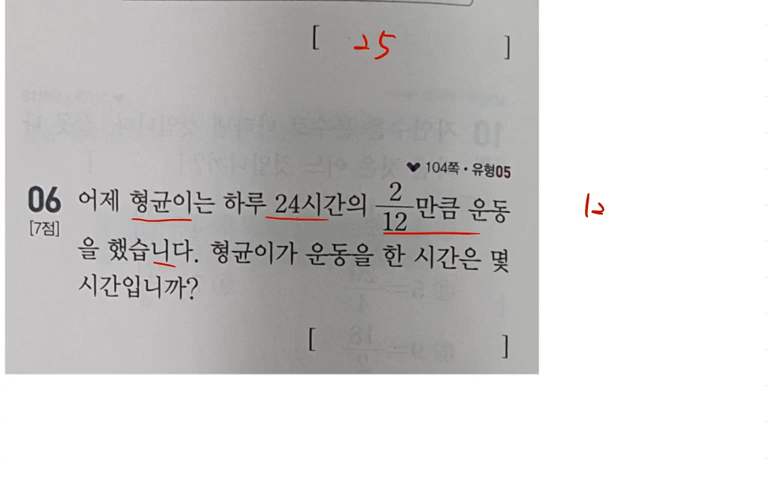 [ 25 ]
♥ 104쪽 • 유형05
06 어제 형균이는 하루 24시간의 2/12만큼 운동
[7점] 을 했습니다. 형균이가 운동을 한 시간은 몇
시간입니까?
[ ]
12